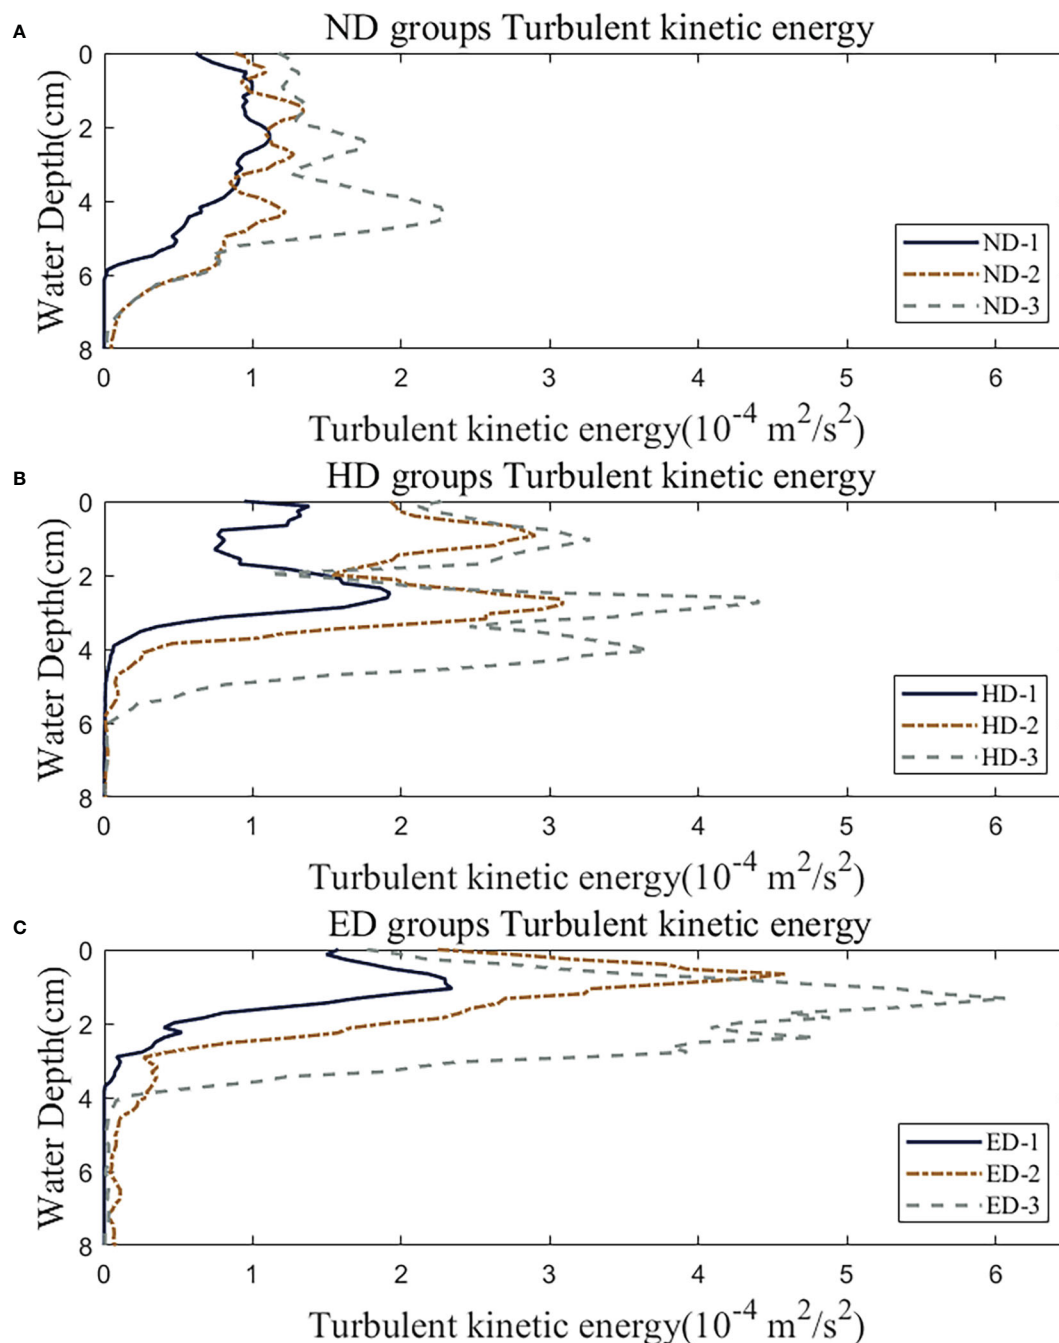 A
ND groups Turbulent kinetic energy
Water Depth(cm)
0
2
4
6
8
ND-1
ND-2
ND-3
0 1 2 3 4 5 6
Turbulent kinetic energy(10⁻⁴ m²/s²)
B
HD groups Turbulent kinetic energy
Water Depth(cm)
0
2
4
6
8
HD-1
HD-2
HD-3
0 1 2 3 4 5 6
Turbulent kinetic energy(10⁻⁴ m²/s²)
C
ED groups Turbulent kinetic energy
Water Depth(cm)
0
2
4
6
8
ED-1
ED-2
ED-3
0 1 2 3 4 5 6
Turbulent kinetic energy(10⁻⁴ m²/s²)